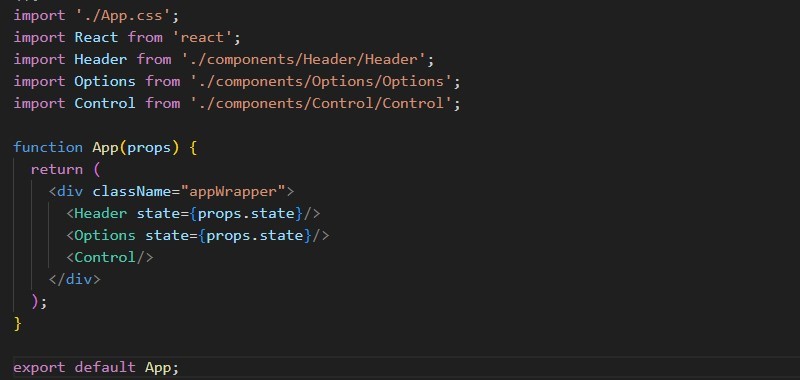 import './App.css';
import React from 'react';
import Header from './components/Header/Header';
import Options from './components/Options/Options';
import Control from './components/Control/Control';
function App(props) {
return (
<div className="appWrapper">
<Header state={props.state}/>
<Options state={props.state}/>
<Control/>
</div>
);
}
export default App;